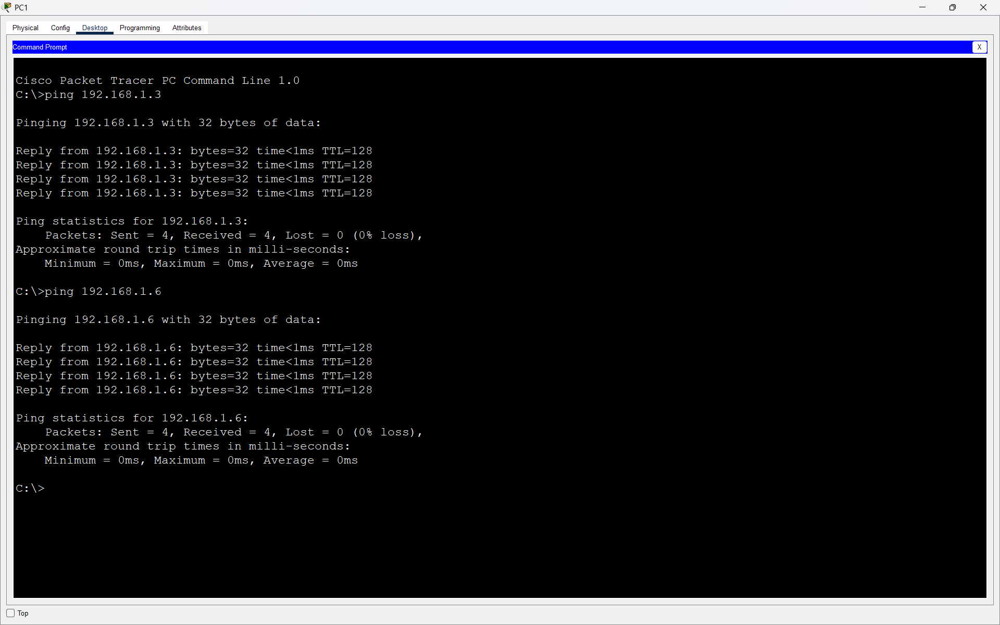 PC1
Physical Config Desktop Programming Attributes
Command Prompt X
Cisco Packet Tracer PC Command Line 1.0
C:\>ping 192.168.1.3
Pinging 192.168.1.3 with 32 bytes of data:
Reply from 192.168.1.3: bytes=32 time<1ms TTL=128
Reply from 192.168.1.3: bytes=32 time<1ms TTL=128
Reply from 192.168.1.3: bytes=32 time<1ms TTL=128
Reply from 192.168.1.3: bytes=32 time<1ms TTL=128
Ping statistics for 192.168.1.3:
    Packets: Sent = 4, Received = 4, Lost = 0 (0% loss),
Approximate round trip times in milli-seconds:
    Minimum = 0ms, Maximum = 0ms, Average = 0ms
C:\>ping 192.168.1.6
Pinging 192.168.1.6 with 32 bytes of data:
Reply from 192.168.1.6: bytes=32 time<1ms TTL=128
Reply from 192.168.1.6: bytes=32 time<1ms TTL=128
Reply from 192.168.1.6: bytes=32 time<1ms TTL=128
Reply from 192.168.1.6: bytes=32 time<1ms TTL=128
Ping statistics for 192.168.1.6:
    Packets: Sent = 4, Received = 4, Lost = 0 (0% loss),
Approximate round trip times in milli-seconds:
    Minimum = 0ms, Maximum = 0ms, Average = 0ms
C:\>
Top